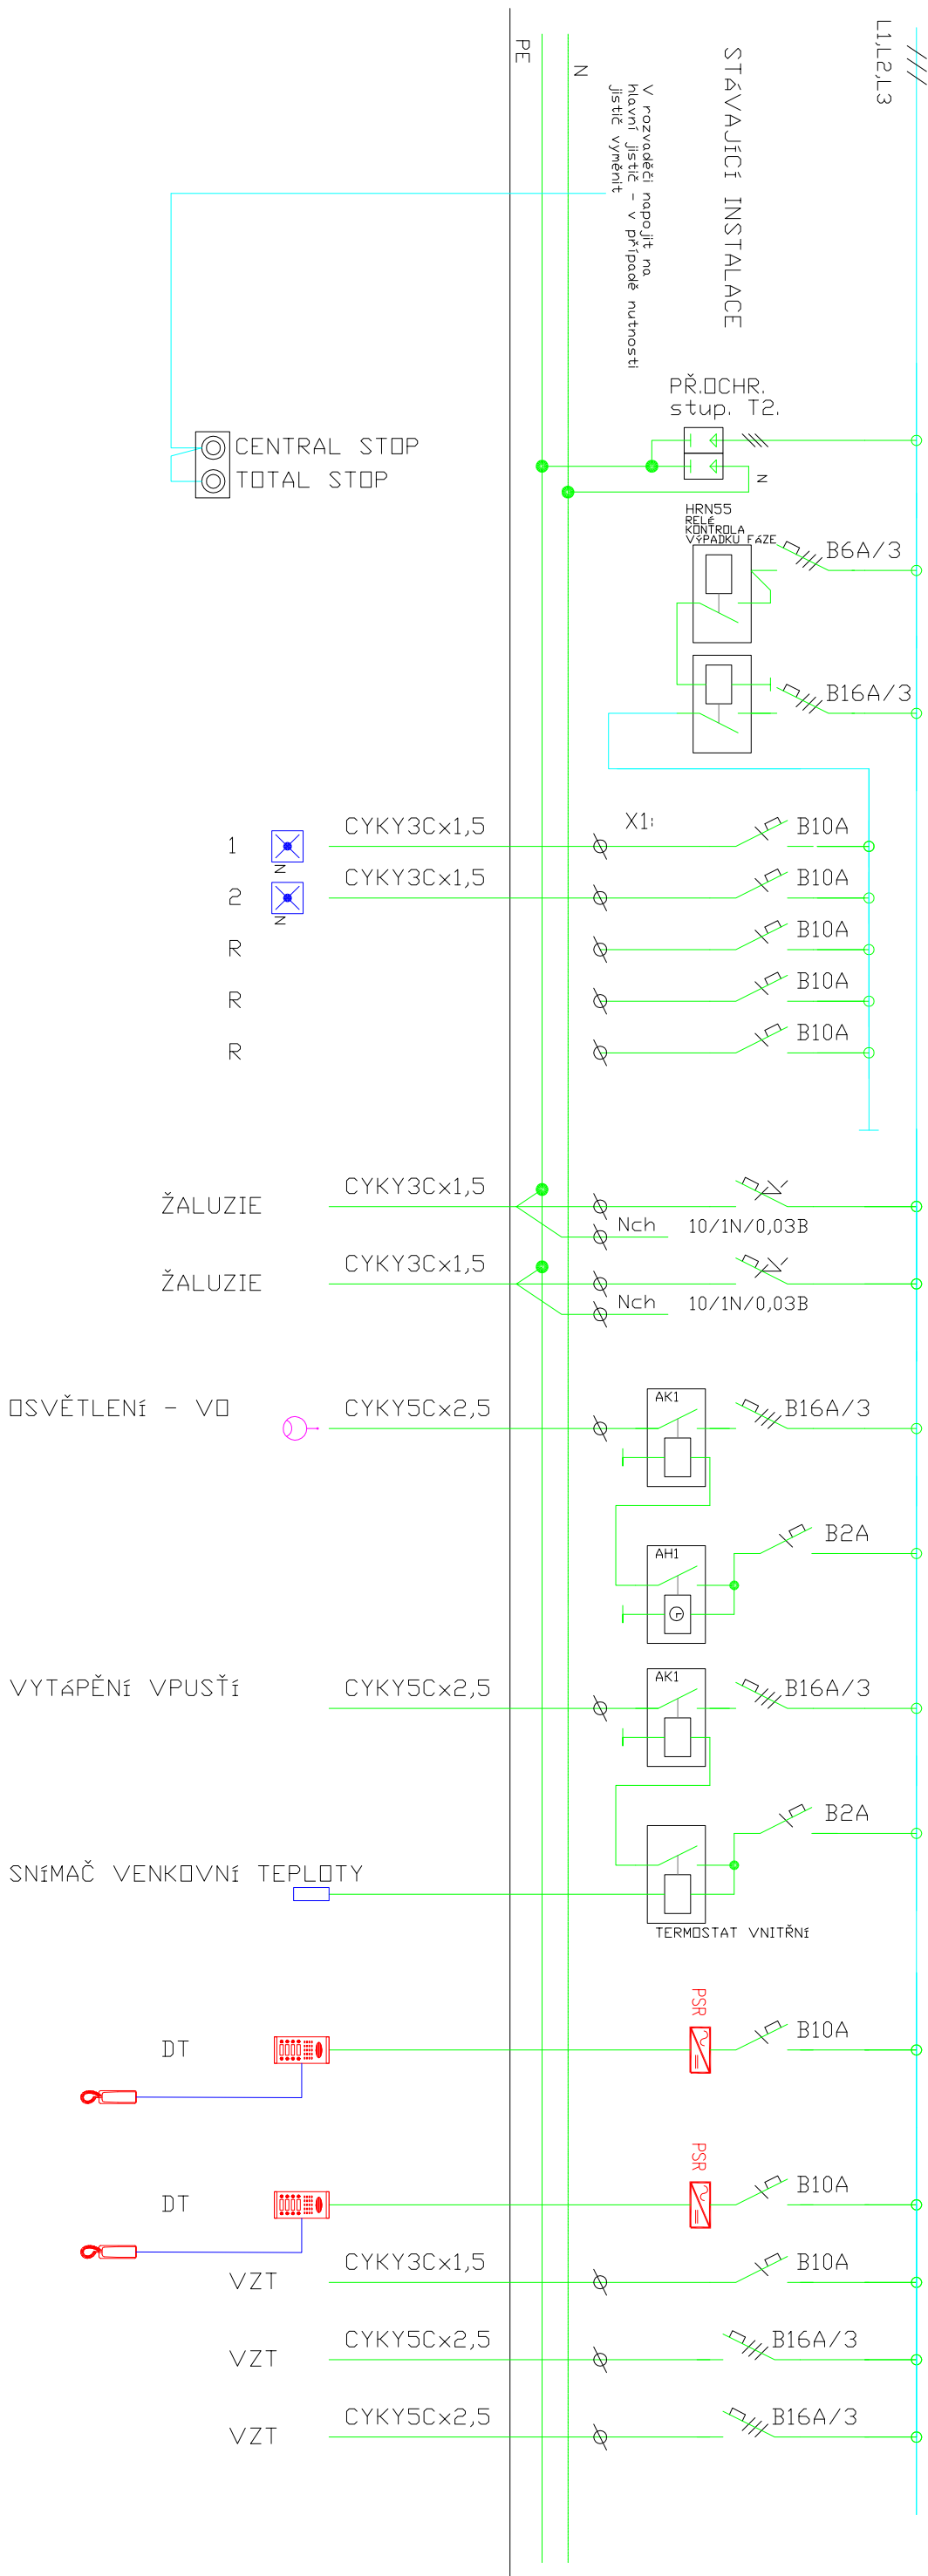 L1,L2,L3
STÁVAJÍCÍ INSTALACE
PE
N
V rozvaděči napojit na
hlavní jistič - v případě nutnosti
jistič vyměnit
PŘ.OCHR.
stup. T2.
N
CENTRAL STOP
TOTAL STOP
HRN55
RELÉ
KONTROLA
VÝPADKU FÁZE
B6A/3
B16A/3
X1:
1
N
CYKY3Cx1,5
B10A
2
N
CYKY3Cx1,5
B10A
R
B10A
R
B10A
R
B10A
ŽALUZIE
CYKY3Cx1,5
Nch
10/1N/0,03B
ŽALUZIE
CYKY3Cx1,5
Nch
10/1N/0,03B
OSVĚTLENÍ - VO
CYKY5Cx2,5
AK1
B16A/3
AH1
B2A
VYTÁPĚNÍ VPUSŤÍ
CYKY5Cx2,5
AK1
B16A/3
B2A
SNÍMAČ VENKOVNÍ TEPLOTY
TERMOSTAT VNITŘNÍ
DT
PSR
B10A
DT
PSR
B10A
VZT
CYKY3Cx1,5
B10A
VZT
CYKY5Cx2,5
B16A/3
VZT
CYKY5Cx2,5
B16A/3